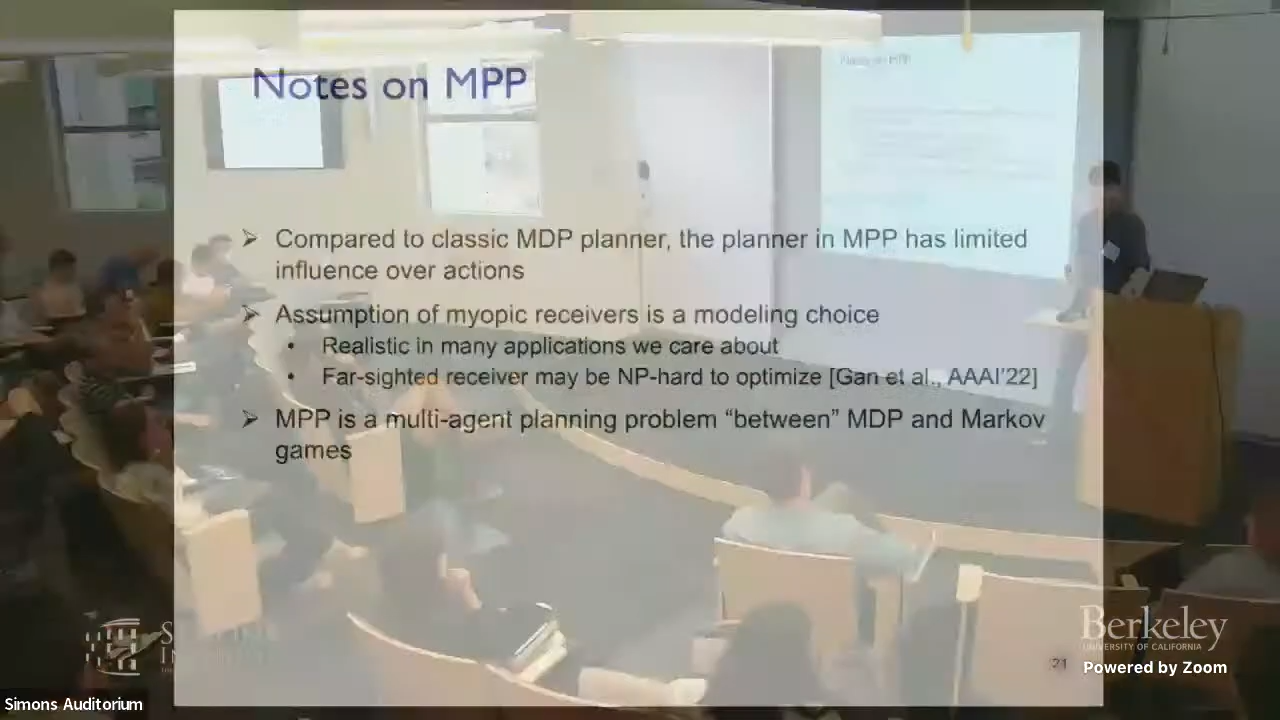 Notes on MPP
Notes on MPP
➢ Compared to classic MDP planner, the planner in MPP has limited
influence over actions
➢ Assumption of myopic receivers is a modeling choice
• Realistic in many applications we care about
• Far-sighted receiver may be NP-hard to optimize [Gan et al., AAAI'22]
➢ MPP is a multi-agent planning problem “between” MDP and Markov
games
21
Berkeley
UNIVERSITY OF CALIFORNIA
Powered by Zoom
Simons Auditorium